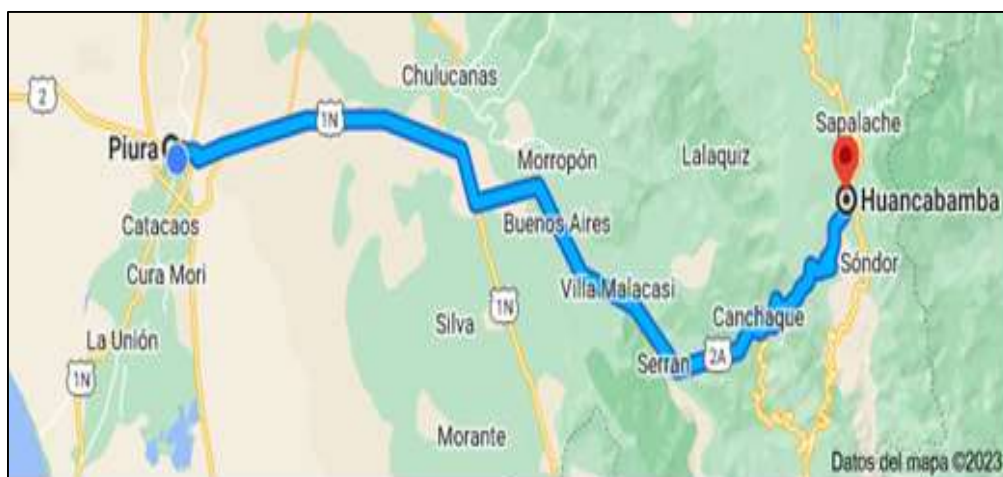 Chulucanas
2
1N
Sapalache
Piura
Morropón
Lalaquiz
Huancabamba
Catacaos
Buenos Aires
Sóndor
Cura Mori
Villa Malacasi
Canchaque
1N
Silva
La Unión
2A
Serrán
1N
Morante
Datos del mapa ©2023